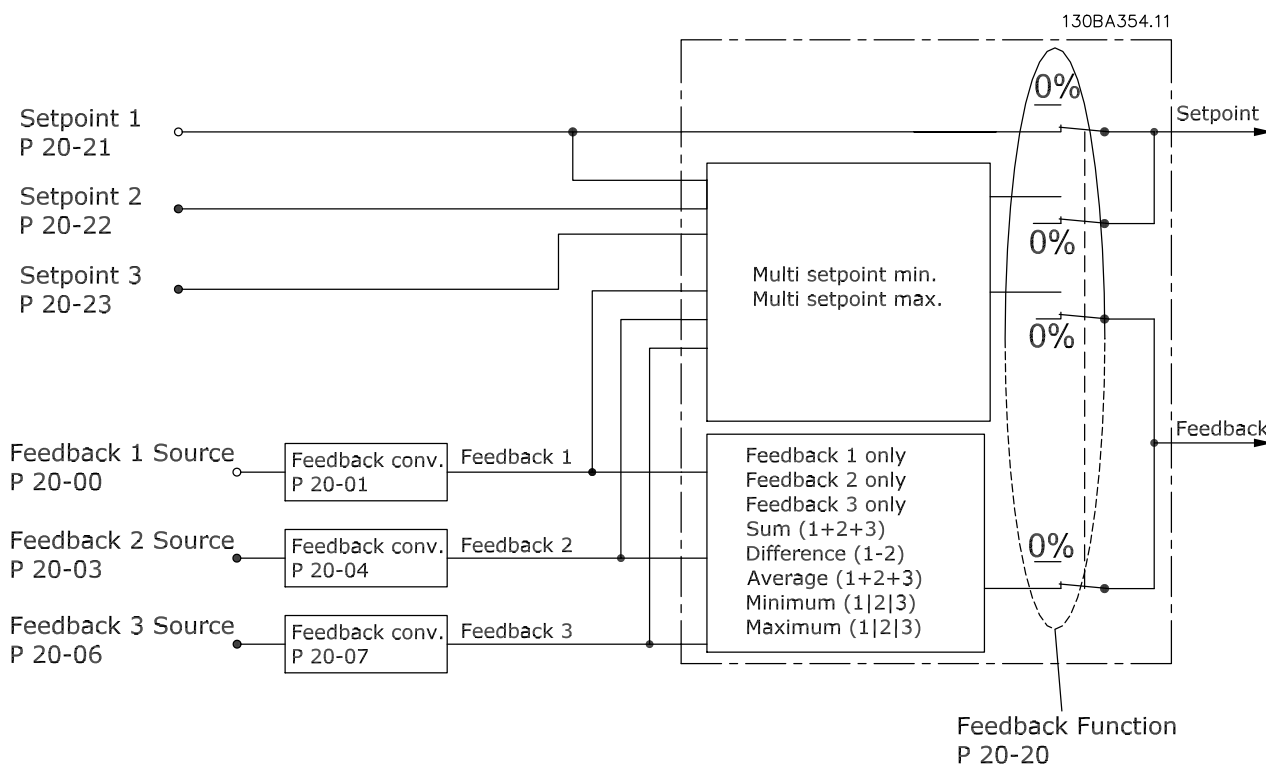 130BA354.11
0%
Setpoint 1
P 20-21
Setpoint
Setpoint 2
P 20-22
0%
Setpoint 3
P 20-23
Multi setpoint min.
Multi setpoint max.
0%
Feedback
Feedback 1 Source
P 20-00
Feedback conv.
P 20-01
Feedback 1
Feedback 1 only
Feedback 2 only
Feedback 3 only
Sum (1+2+3)
Difference (1-2)
Average (1+2+3)
Minimum (1|2|3)
Maximum (1|2|3)
0%
Feedback 2 Source
P 20-03
Feedback conv.
P 20-04
Feedback 2
Feedback 3 Source
P 20-06
Feedback conv.
P 20-07
Feedback 3
Feedback Function
P 20-20